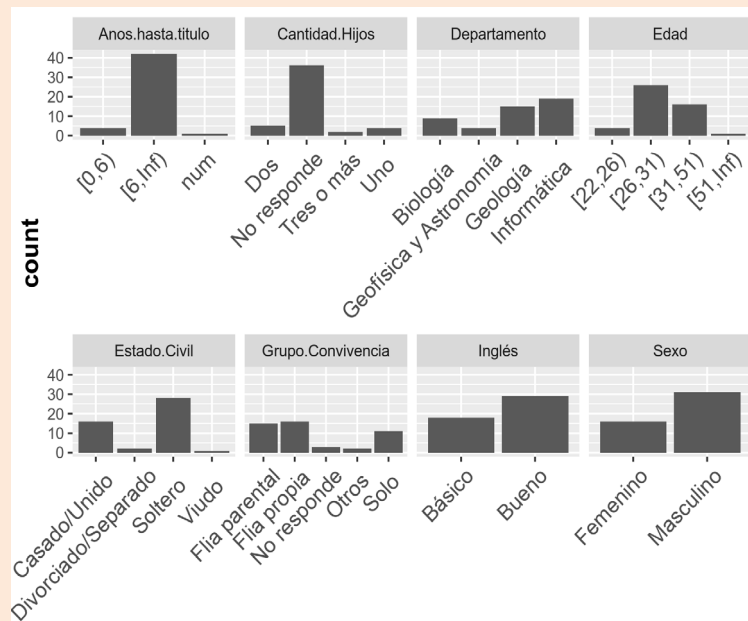 Anos.hasta.titulo
Cantidad.Hijos
Departamento
Edad
40
30
20
10
0
[0,6)
[6,Inf)
num
Dos
No responde
Tres o más
Uno
Biología
Geofísica y Astronomía
Geología
Informática
[22,26)
[26,31)
[31,51)
[51,Inf)
count
Estado.Civil
Grupo.Convivencia
Inglés
Sexo
40
30
20
10
0
Casado/Unido
Divorciado/Separado
Soltero
Viudo
Flia parental
Flia propia
No responde
Otros
Solo
Básico
Bueno
Femenino
Masculino